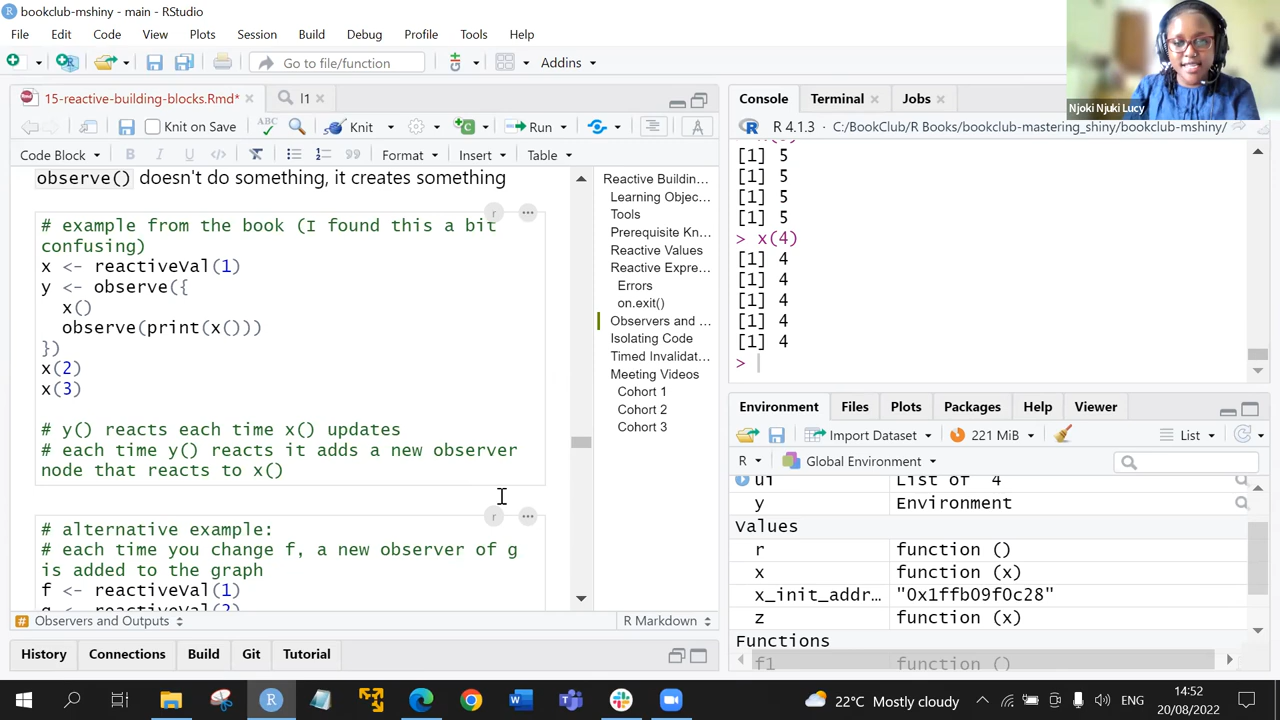 bookclub-mshiny - main - RStudio
File Edit Code View Plots Session Build Debug Profile Tools Help
Go to file/function
Addins
Njoki Njuki Lucy
15-reactive-building-blocks.Rmd*
l1
Knit on Save
ABC
Knit
Run
Code Block
B I U
Format
Insert
Table
observe() doesn't do something, it creates something
# example from the book (I found this a bit
confusing)
x <- reactiveVal(1)
y <- observe({
x()
observe(print(x()))
})
x(2)
x(3)
# y() reacts each time x() updates
# each time y() reacts it adds a new observer
node that reacts to x()
# alternative example:
# each time you change f, a new observer of g
is added to the graph
f <- reactiveVal(1)
g <- reactiveVal(2)
# Observers and Outputs
R Markdown
Reactive Buildin...
Learning Objec...
Tools
Prerequisite Kn...
Reactive Values
Reactive Expre...
Errors
on.exit()
Observers and ...
Isolating Code
Timed Invalidat...
Meeting Videos
Cohort 1
Cohort 2
Cohort 3
Console Terminal Jobs
R 4.1.3 · C:/BookClub/R Books/bookclub-mastering_shiny/bookclub-mshiny/
[1] 5
[1] 5
[1] 5
[1] 5
> x(4)
[1] 4
[1] 4
[1] 4
[1] 4
[1] 4
>
Environment Files Plots Packages Help Viewer
Import Dataset
221 MiB
List
R
Global Environment
ui List of 4
y Environment
Values
r function ()
x function (x)
x_init_addr... "0x1ffb09f0c28"
z function (x)
Functions
f1 function ()
History Connections Build Git Tutorial
22°C Mostly cloudy
ENG
14:52
20/08/2022